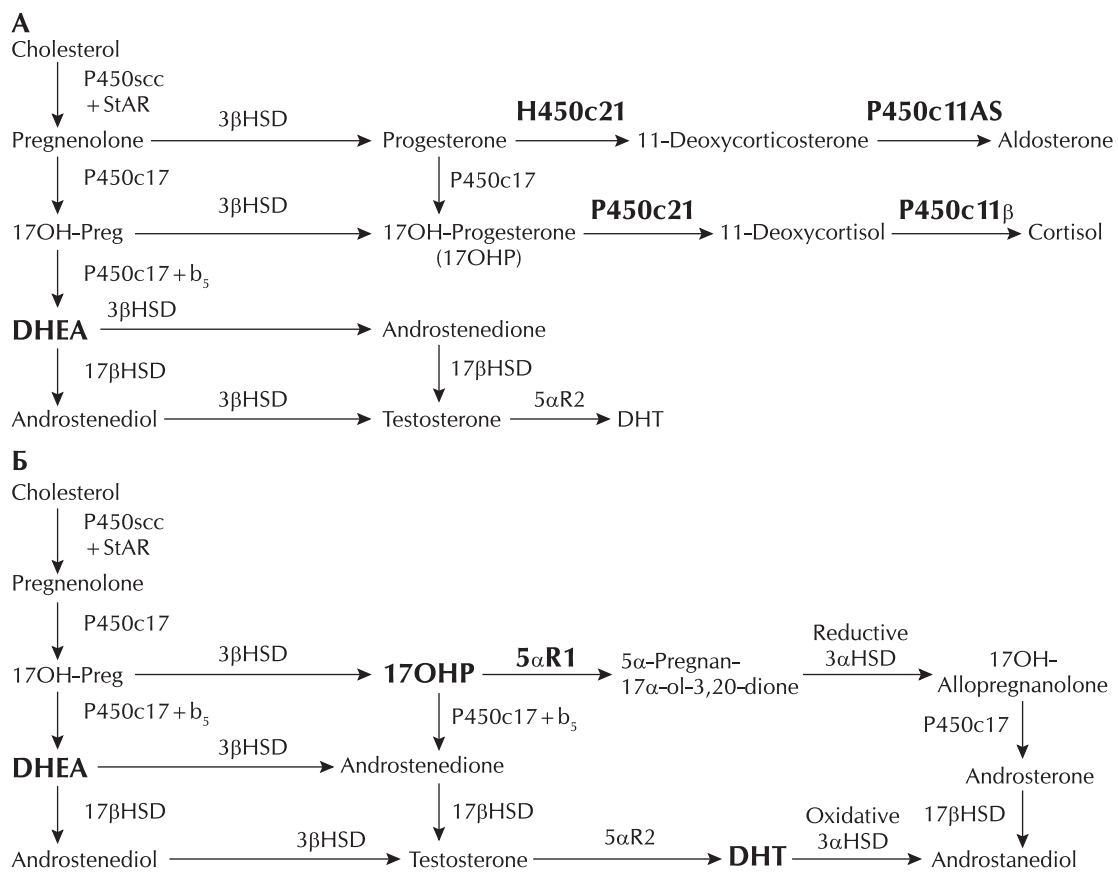 А
Cholesterol
P450scc
+ StAR
3βHSD
H450c21
P450c11AS
Pregnenolone
Progesterone
11-Deoxycorticosterone
Aldosterone
P450c17
P450c17
3βHSD
P450c21
P450c11β
17OH-Preg
17OH-Progesterone
(17OHP)
11-Deoxycortisol
Cortisol
P450c17 + b₅
3βHSD
DHEA
Androstenedione
17βHSD
17βHSD
3βHSD
5αR2
Androstenediol
Testosterone
DHT
Б
Cholesterol
P450scc
+ StAR
Pregnenolone
P450c17
3βHSD
5αR1
Reductive
3αHSD
17OH-Preg
17OHP
5α-Pregnan-
17α-ol-3,20-dione
17OH-
Allopregnanolone
P450c17 + b₅
P450c17 + b₅
P450c17
3βHSD
DHEA
Androstenedione
Androsterone
17βHSD
17βHSD
17βHSD
3βHSD
5αR2
Oxidative
3αHSD
Androstenediol
Testosterone
DHT
Androstanediol